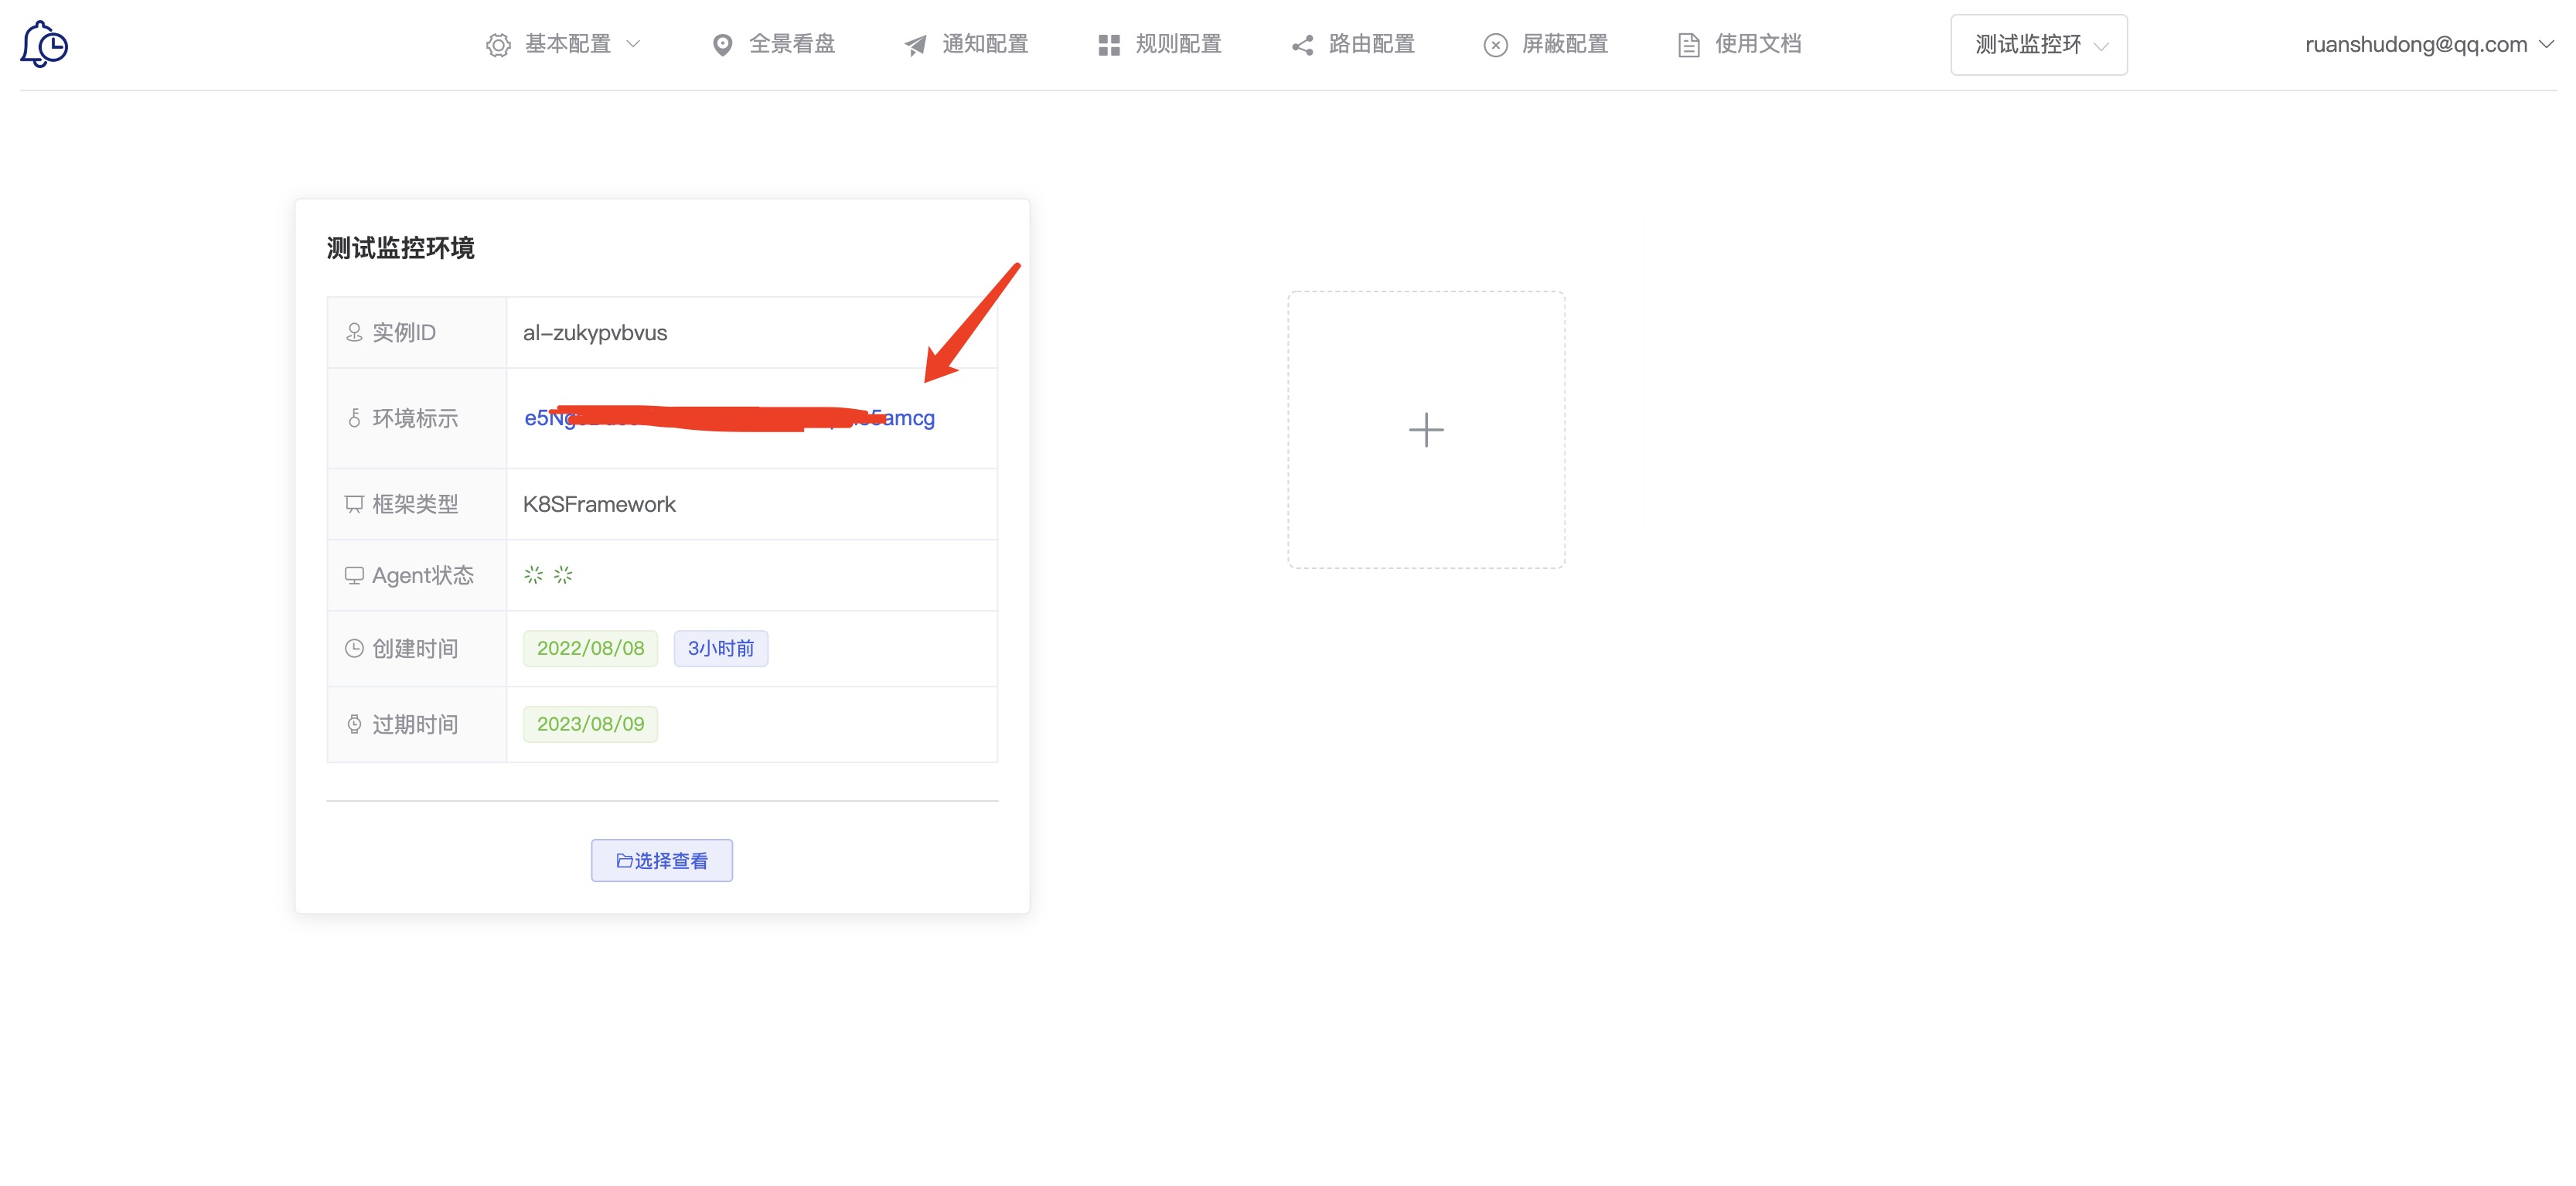 基本配置
全景看盘
通知配置
规则配置
路由配置
屏蔽配置
使用文档
测试监控环
ruanshudong@qq.com
测试监控环境
实例ID
al-zukypvbvus
环境标示
框架类型
K8SFramework
Agent状态
创建时间
2022/08/08
3小时前
过期时间
2023/08/09
选择查看